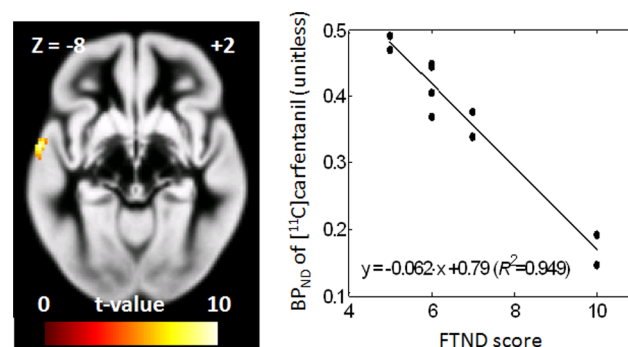 Z = -8 +2
0 t-value 10
BP_ND of [¹¹C]carfentanil (unitless)
0.5
0.4
0.3
0.2
0.1
y=-0.062·x+0.79 (R²=0.949)
4 6 8 10
FTND score